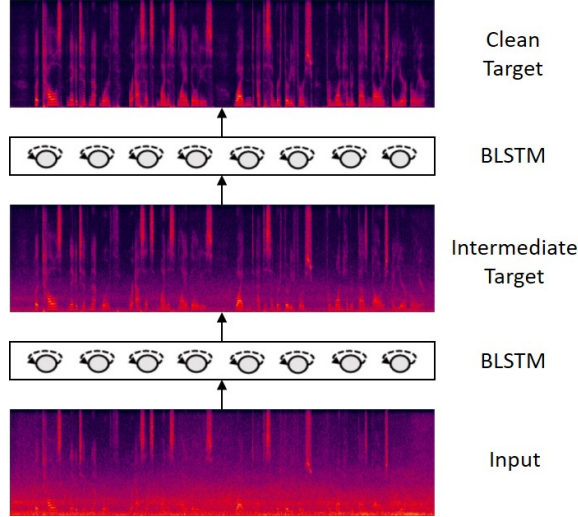 Clean
Target
BLSTM
Intermediate
Target
BLSTM
Input